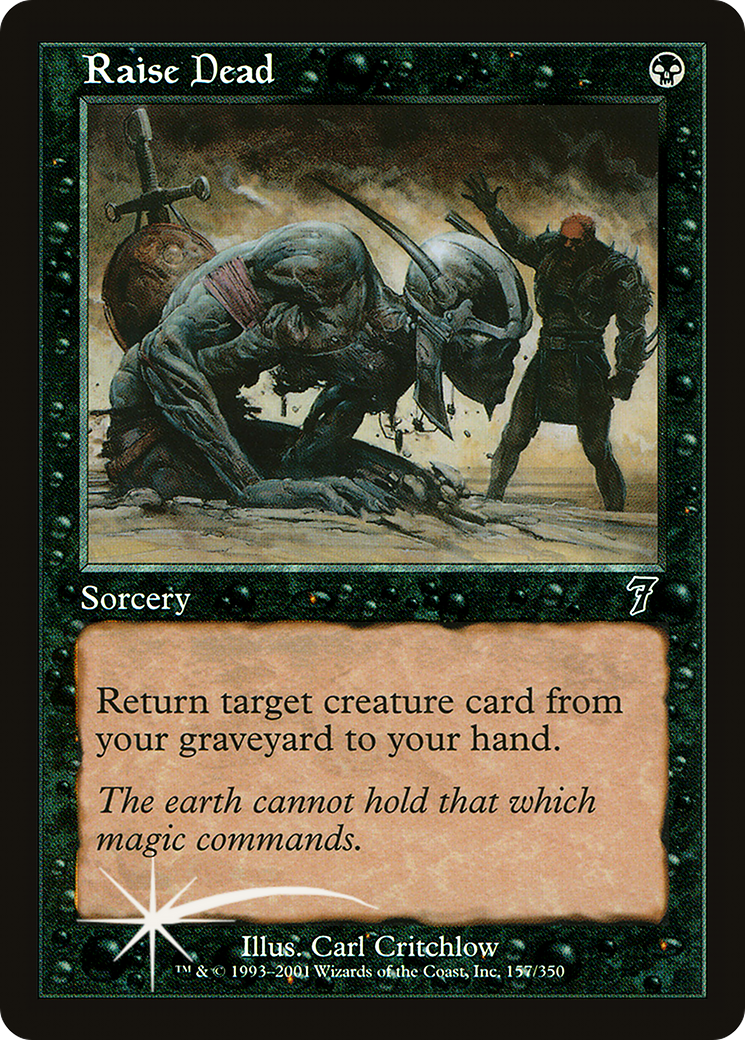 Raise Dead
Sorcery
7
Return target creature card from
your graveyard to your hand.
The earth cannot hold that which
magic commands.
Illus. Carl Critchlow
™ & © 1993–2001 Wizards of the Coast, Inc. 157/350